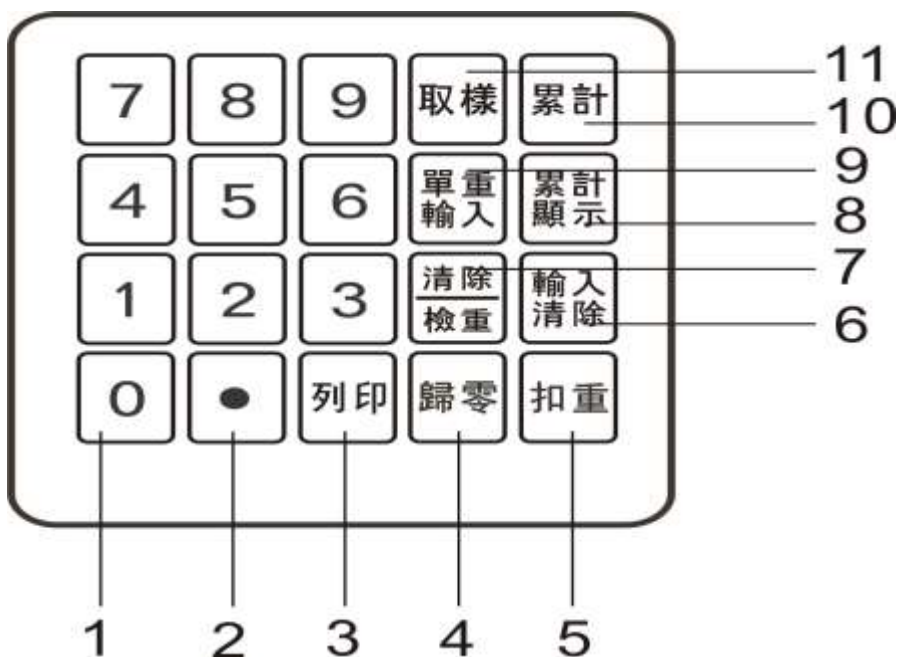 7 8 9 取樣 累計 11
10
4 5 6 單重 累計 9
輸入 顯示 8
1 2 3 清除 輸入 7
檢重 清除 6
0 • 列印 歸零 扣重
1 2 3 4 5